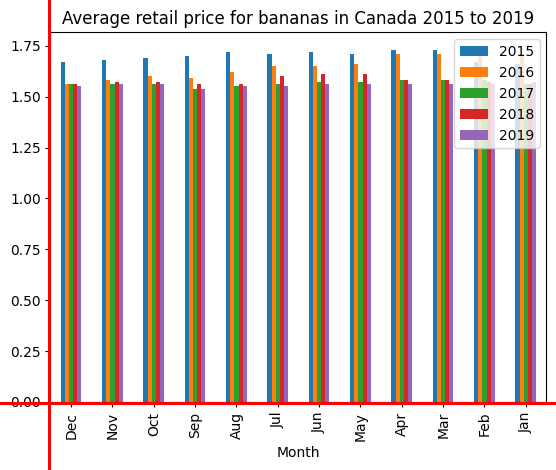 Average retail price for bananas in Canada 2015 to 2019
1.75
1.50
1.25
1.00
0.75
0.50
0.25
0.00
2015
2016
2017
2018
2019
Dec
Nov
Oct
Sep
Aug
Jul
Jun
May
Apr
Mar
Feb
Jan
Month